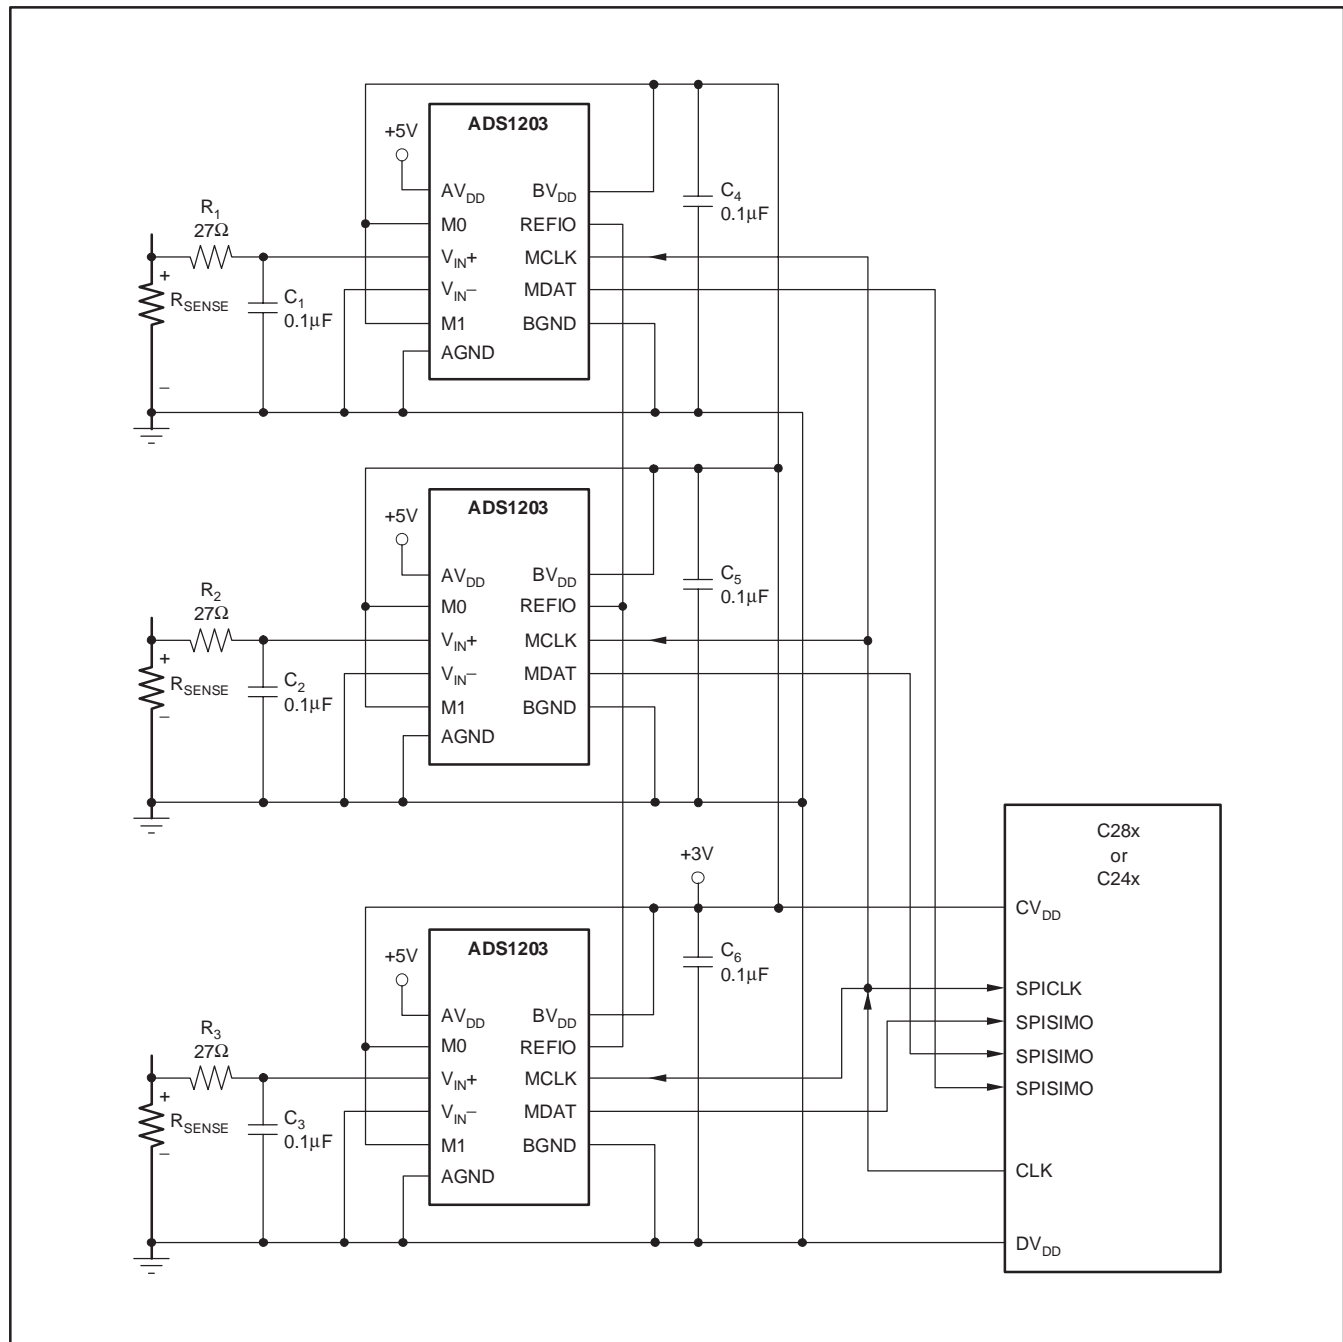 ADS1203
+5V
AVDD
BVDD
C4
0.1µF
R1
27Ω
M0
REFIO
VIN+
MCLK
+
RSENSE
C1
0.1µF
VIN−
MDAT
M1
BGND
AGND
−
ADS1203
+5V
AVDD
BVDD
C5
0.1µF
R2
27Ω
M0
REFIO
VIN+
MCLK
+
RSENSE
C2
0.1µF
VIN−
MDAT
−
M1
BGND
AGND
C28x
or
C24x
+3V
CVDD
ADS1203
+5V
C6
0.1µF
SPICLK
AVDD
BVDD
SPISIMO
R3
27Ω
M0
REFIO
SPISIMO
VIN+
MCLK
SPISIMO
+
RSENSE
C3
0.1µF
VIN−
MDAT
−
M1
BGND
AGND
CLK
DVDD